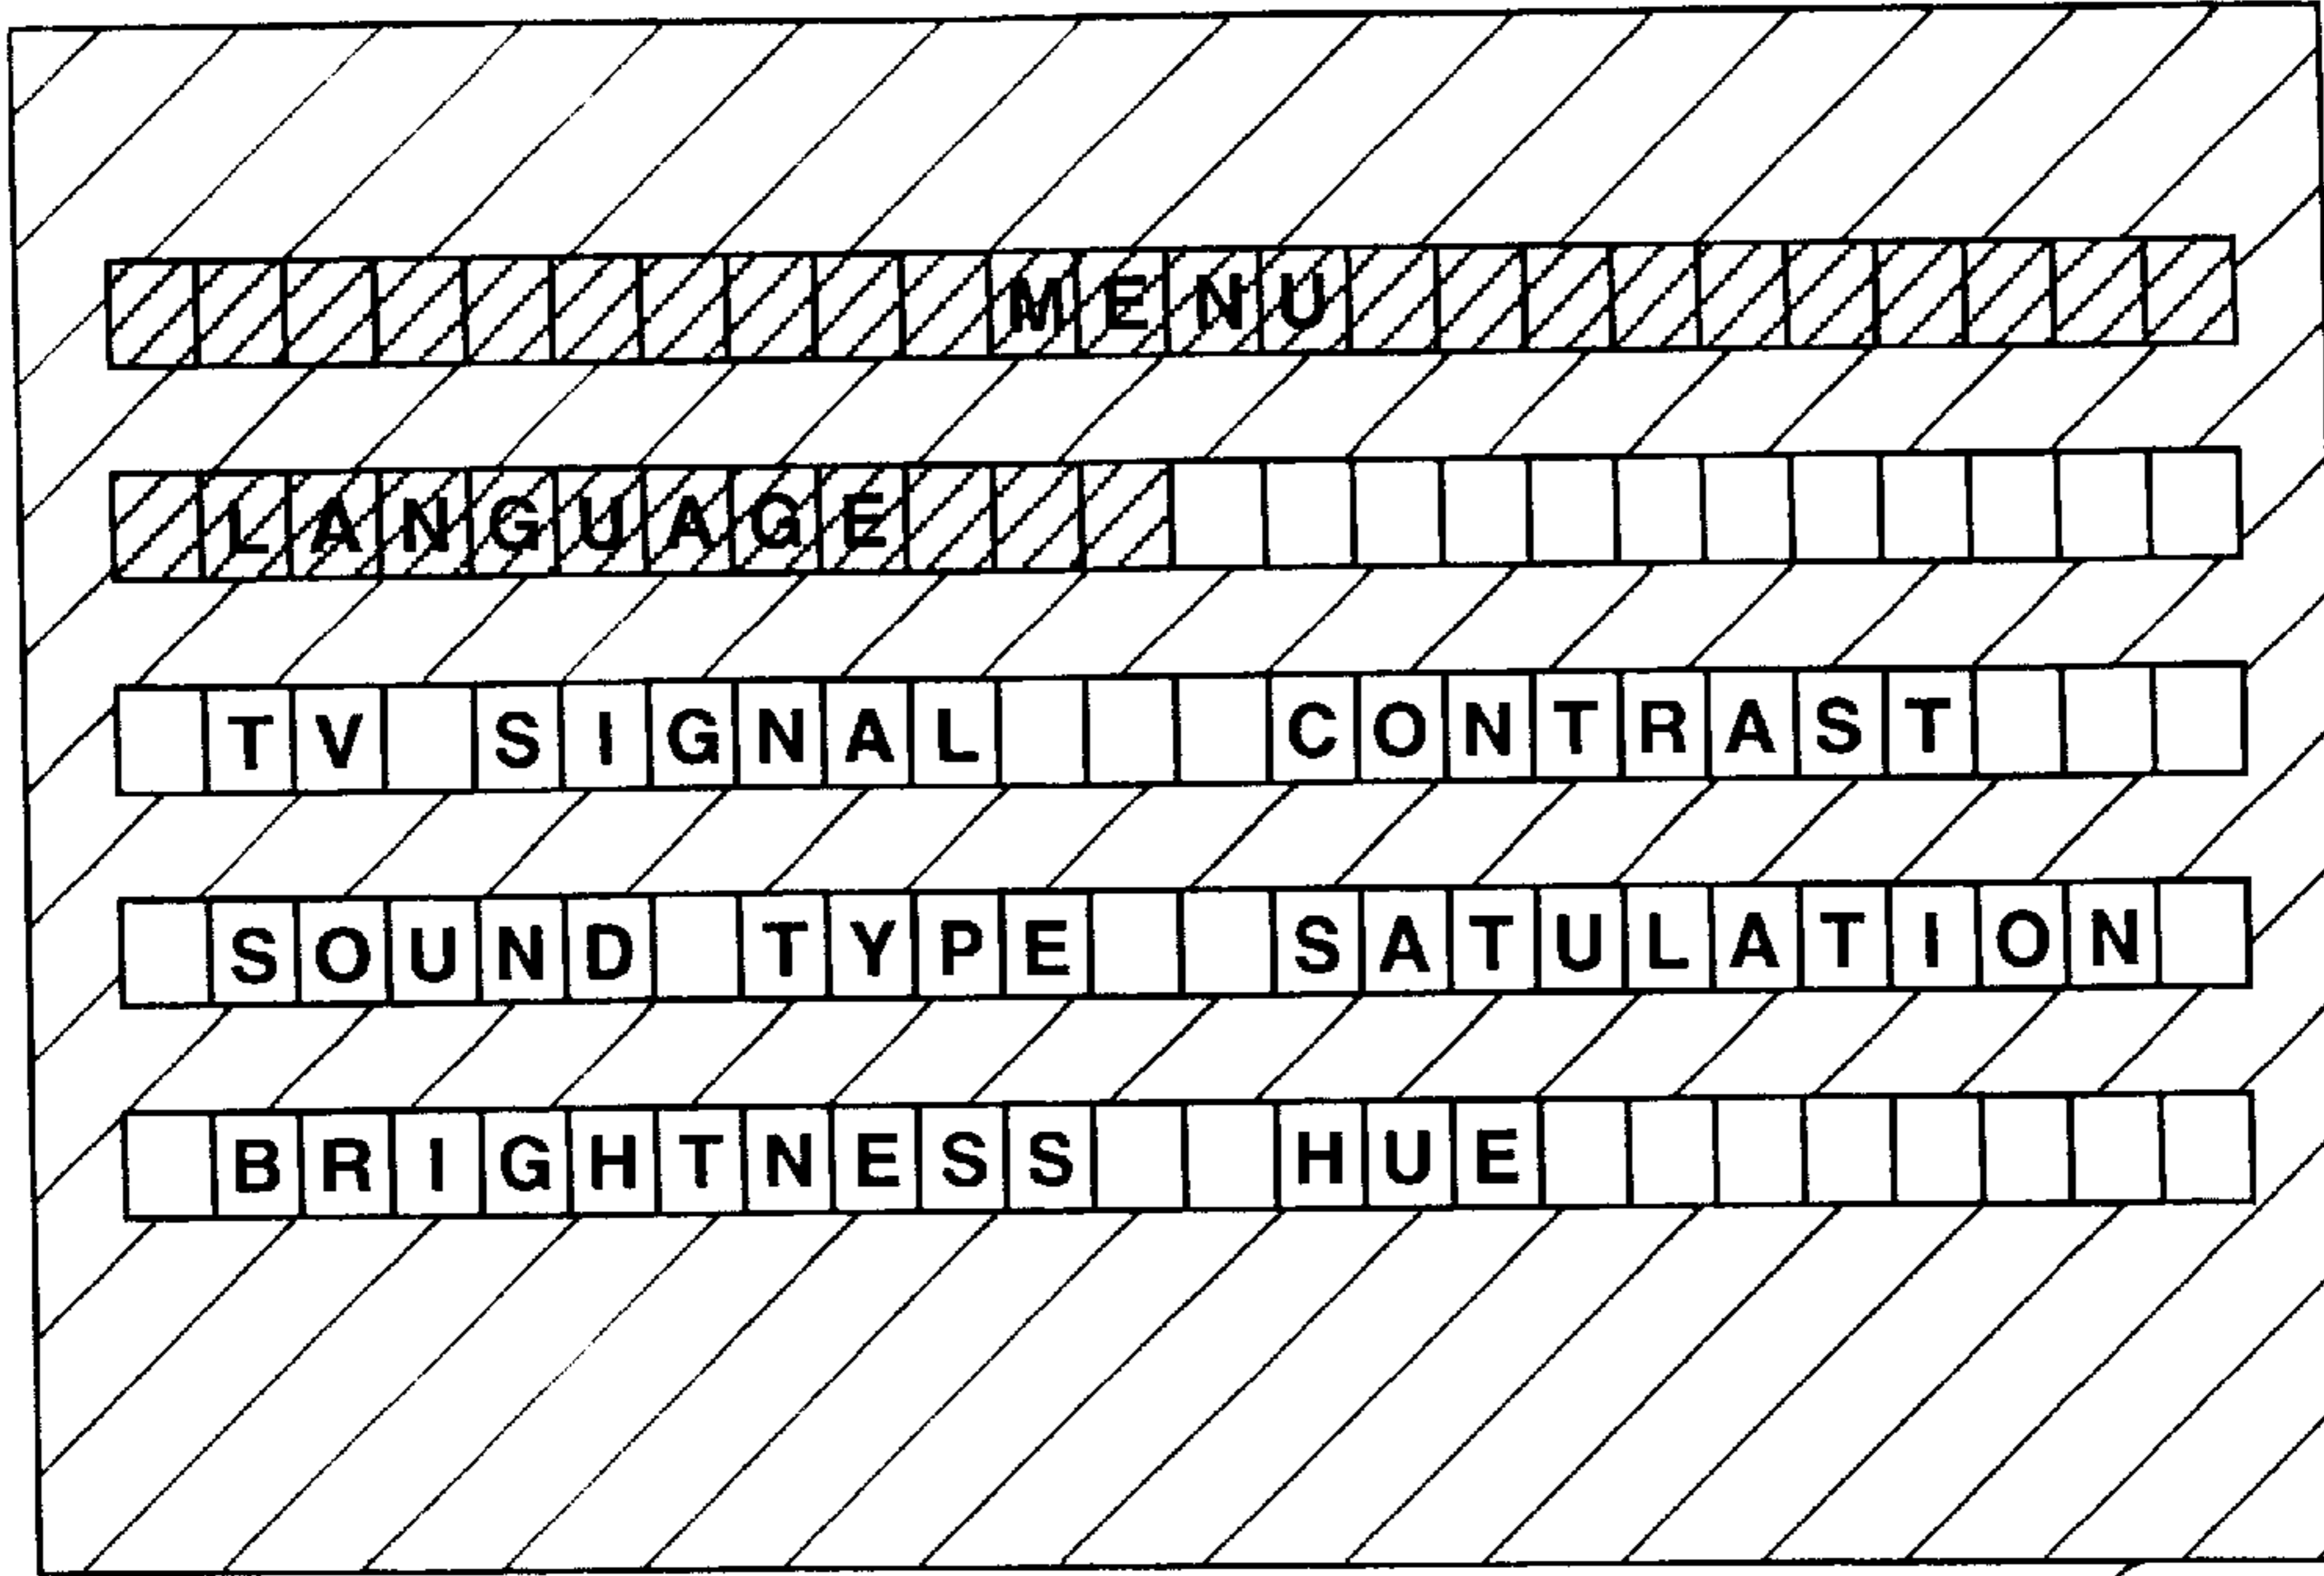 MENU
LANGUAGE
TV SIGNAL CONTRAST
SOUND TYPE SATULATION
BRIGHTNESS HUE